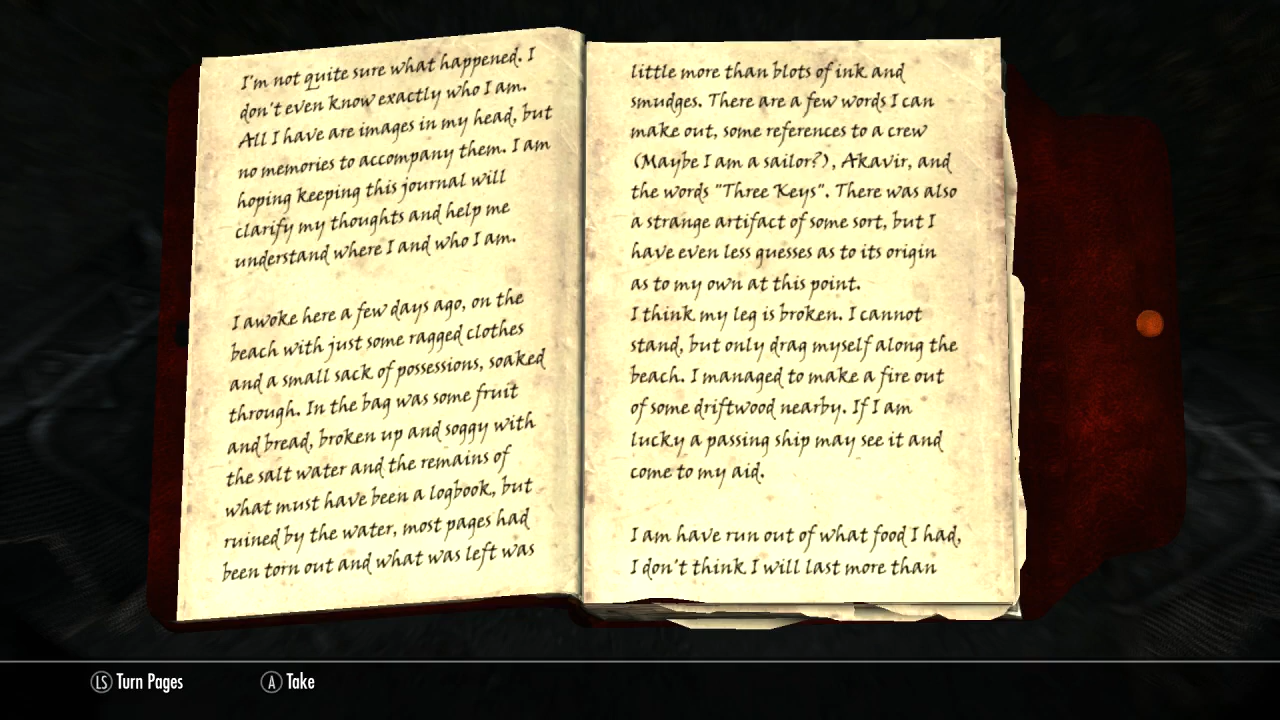 I'm not quite sure what happened. I
don't even know exactly who I am.
All I have are images in my head, but
no memories to accompany them. I am
hoping keeping this journal will
clarify my thoughts and help me
understand where I and who I am.
I awoke here a few days ago, on the
beach with just some ragged clothes
and a small sack of possessions, soaked
through. In the bag was some fruit
and bread, broken up and soggy with
the salt water and the remains of
what must have been a logbook, but
ruined by the water, most pages had
been torn out and what was left was
little more than blots of ink and
smudges. There are a few words I can
make out, some references to a crew
(Maybe I am a sailor?), Akavir, and
the words "Three Keys". There was also
a strange artifact of some sort, but I
have even less guesses as to its origin
as to my own at this point.
I think my leg is broken. I cannot
stand, but only drag myself along the
beach. I managed to make a fire out
of some driftwood nearby. If I am
lucky a passing ship may see it and
come to my aid.
I am have run out of what food I had,
I don't think I will last more than
LS Turn Pages
A Take